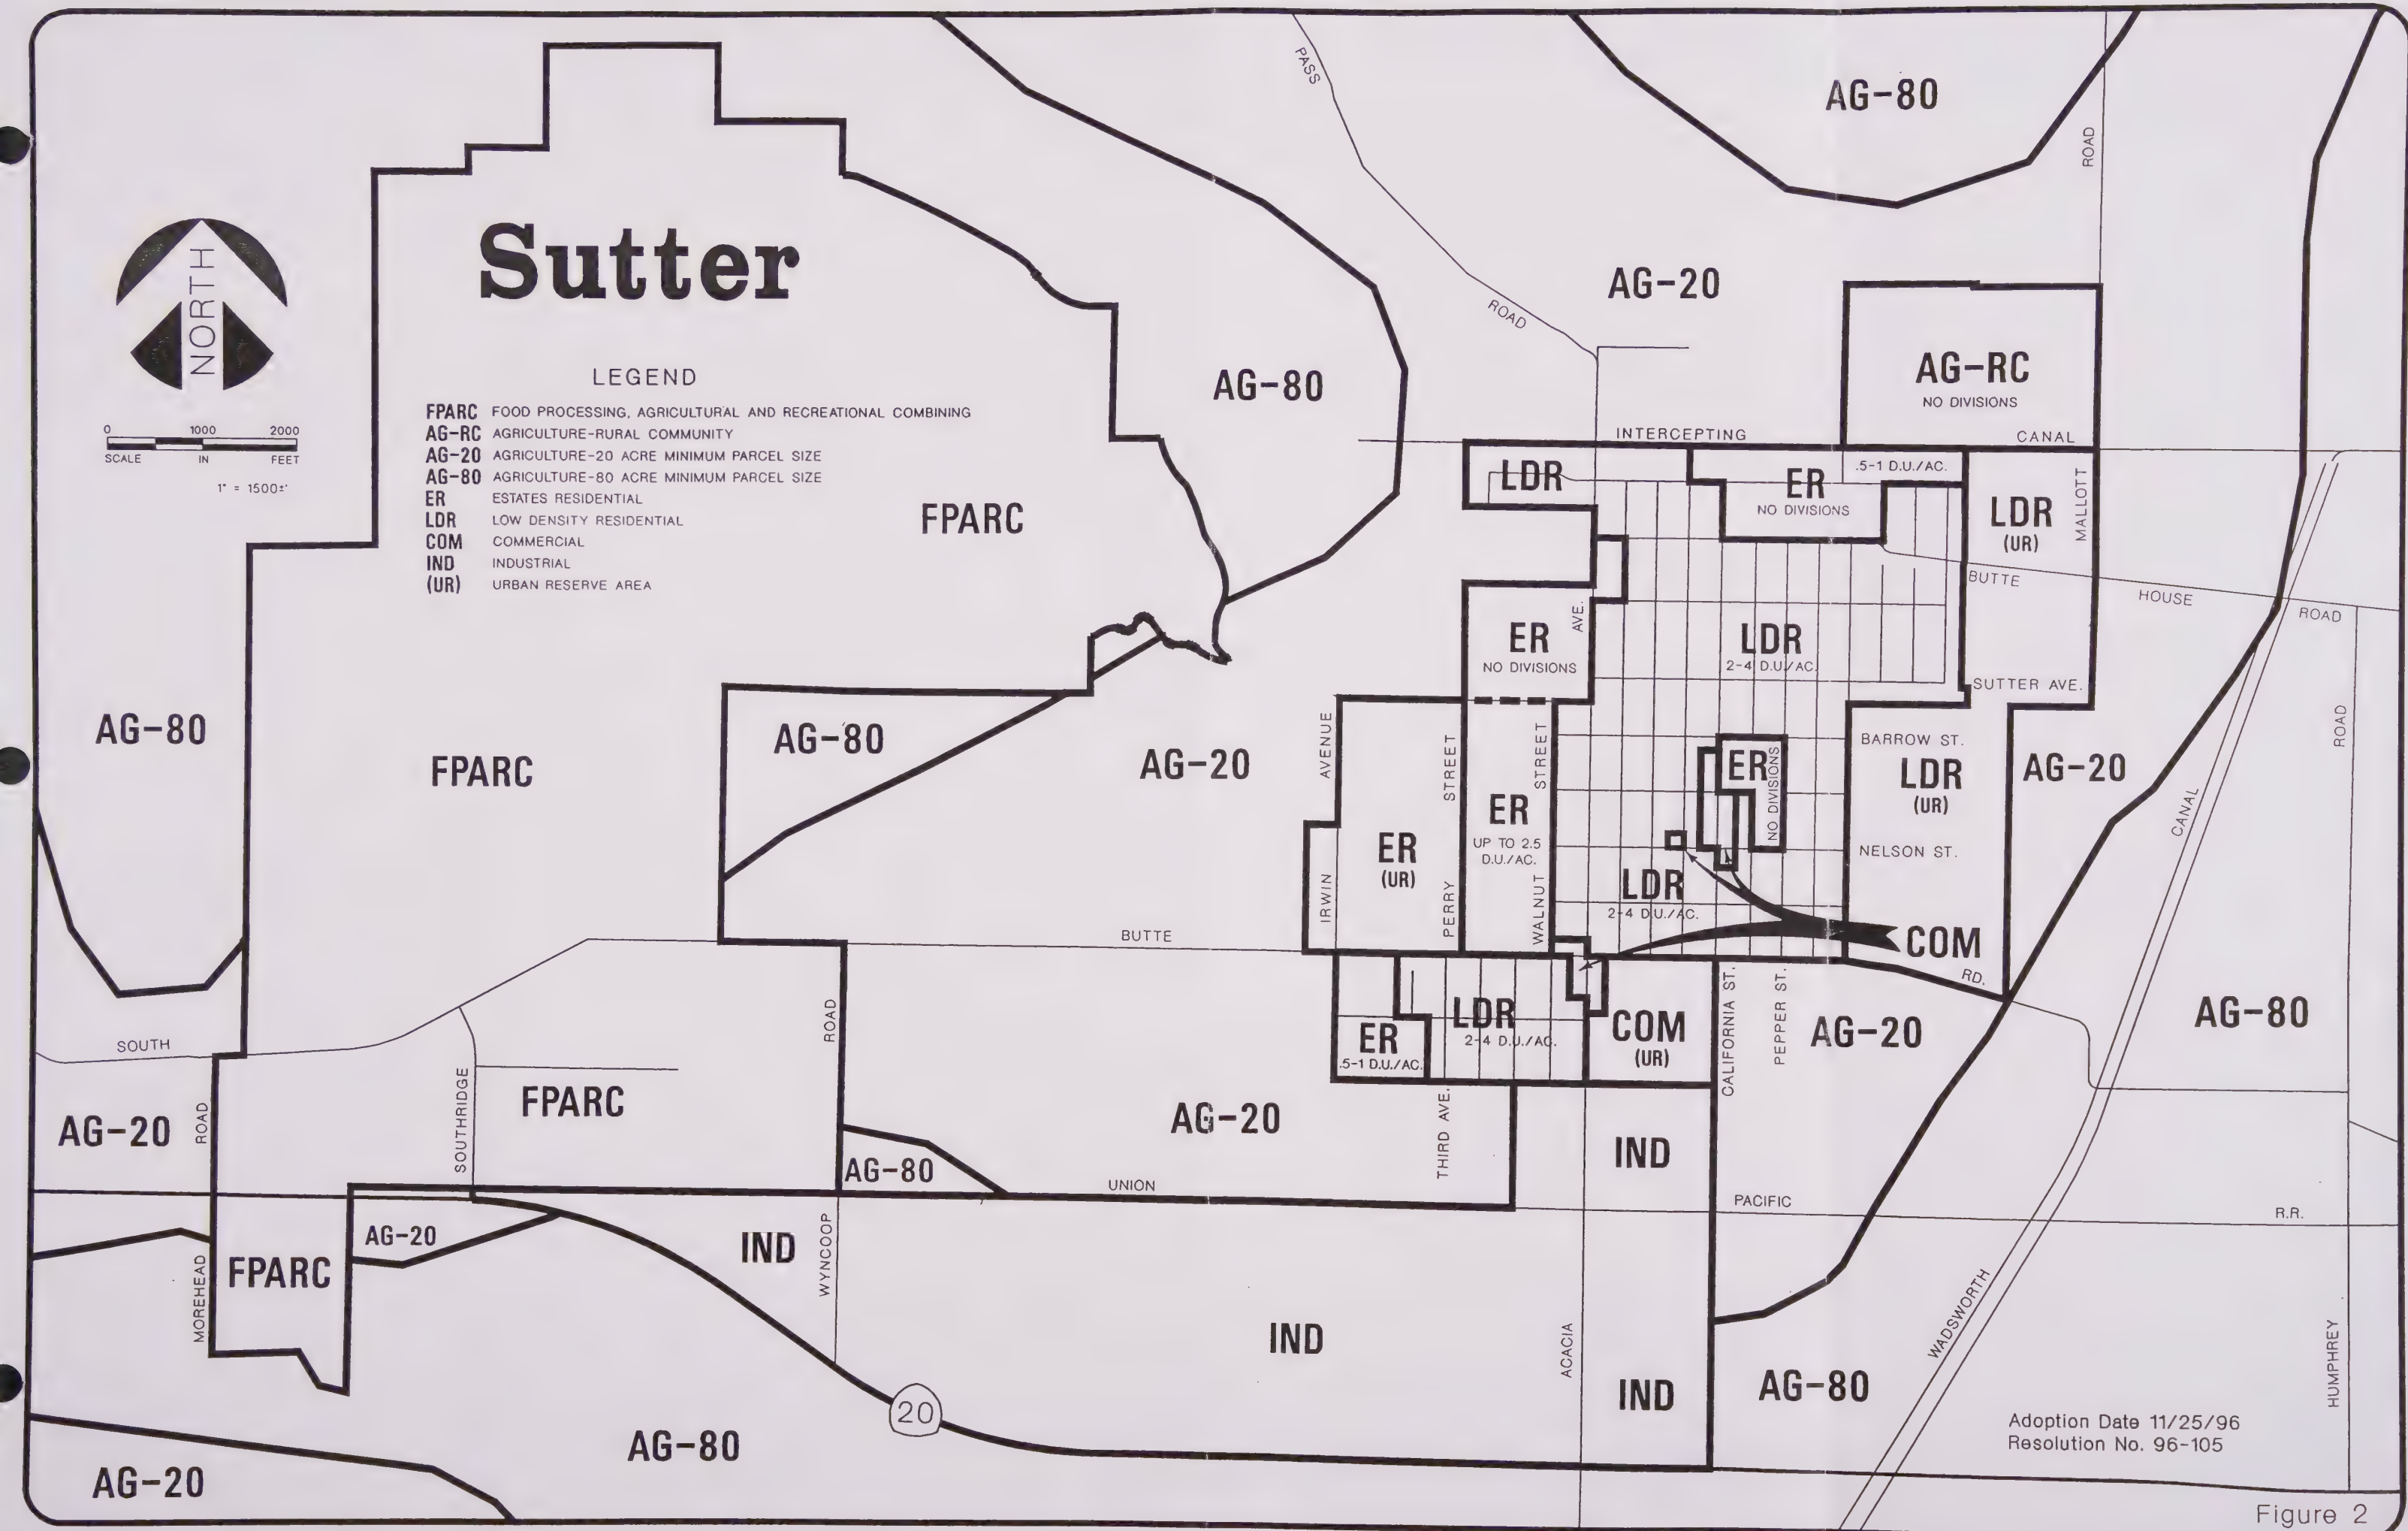 PASS
AG-80
ROAD
NORTH
Sutter
AG-20
ROAD
AG-RC
NO DIVISIONS
LEGEND
AG-80
FPARC FOOD PROCESSING, AGRICULTURAL AND RECREATIONAL COMBINING
AG-RC AGRICULTURE-RURAL COMMUNITY
AG-20 AGRICULTURE-20 ACRE MINIMUM PARCEL SIZE
AG-80 AGRICULTURE-80 ACRE MINIMUM PARCEL SIZE
ER ESTATES RESIDENTIAL
LDR LOW DENSITY RESIDENTIAL
COM COMMERCIAL
IND INDUSTRIAL
(UR) URBAN RESERVE AREA
0 1000 2000
SCALE IN FEET
1" = 1500±'
INTERCEPTING CANAL
LDR
ER
NO DIVISIONS
.5-1 D.U./AC.
LDR
(UR)
MALLOTT
FPARC
BUTTE HOUSE ROAD
AVE.
ER
NO DIVISIONS
LDR
2-4 D.U./AC.
SUTTER AVE.
AG-80
FPARC
AG-80
AG-20
AVENUE
STREET
STREET
ER
NO DIVISIONS
BARROW ST.
LDR
(UR)
AG-20
ROAD
CANAL
ER
UP TO 2.5
D.U./AC.
ER
(UR)
NELSON ST.
IRWIN
PERRY
WALNUT
LDR
2-4 D.U./AC.
COM
BUTTE
RD.
SOUTH
ROAD
ER
.5-1 D.U./AC.
LDR
2-4 D.U./AC.
COM
(UR)
CALIFORNIA ST.
PEPPER ST.
AG-20
AG-80
AG-20
ROAD
SOUTHRIDGE
FPARC
AG-20
AG-80
THIRD AVE.
IND
UNION
PACIFIC
R.R.
AG-20
FPARC
MOREHEAD
IND
WYNCOOP
IND
ACACIA
IND
AG-80
WADSWORTH
HUMPHREY
20
AG-80
AG-20
Adoption Date 11/25/96
Resolution No. 96-105
Figure 2